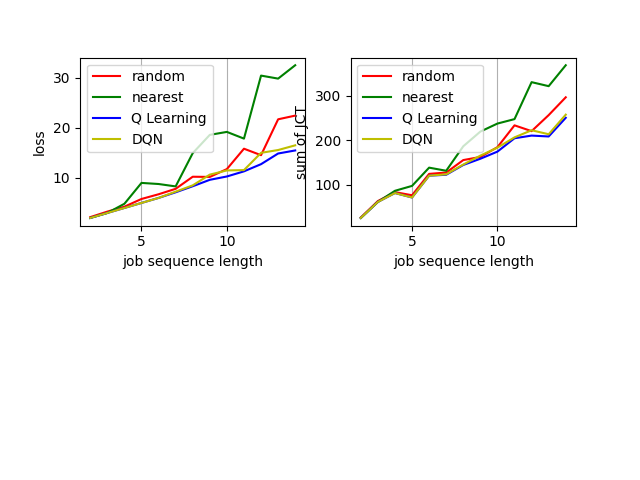 loss
30
20
10
random
nearest
Q Learning
DQN
5 10
job sequence length
sum of JCT
300
200
100
random
nearest
Q Learning
DQN
5 10
job sequence length